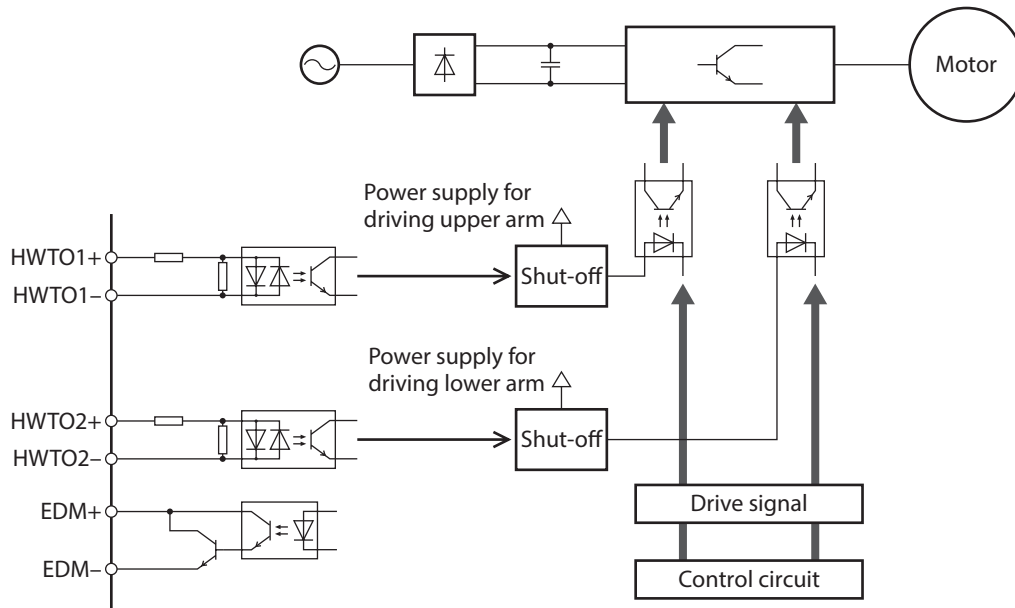 Motor
Power supply for
driving upper arm
HWTO1+
HWTO1–
Shut-off
Power supply for
driving lower arm
HWTO2+
HWTO2–
Shut-off
EDM+
EDM–
Drive signal
Control circuit